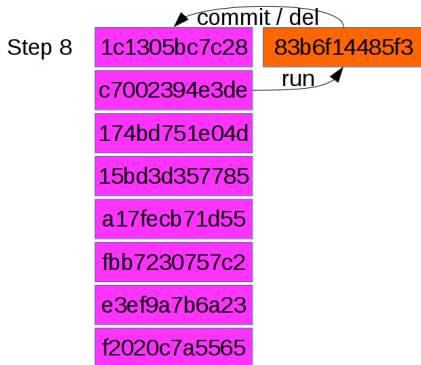 commit / del
Step 8 1c1305bc7c28 83b6f14485f3
c7002394e3de run
174bd751e04d
15bd3d357785
a17fecb71d55
fbb7230757c2
e3ef9a7b6a23
f2020c7a5565